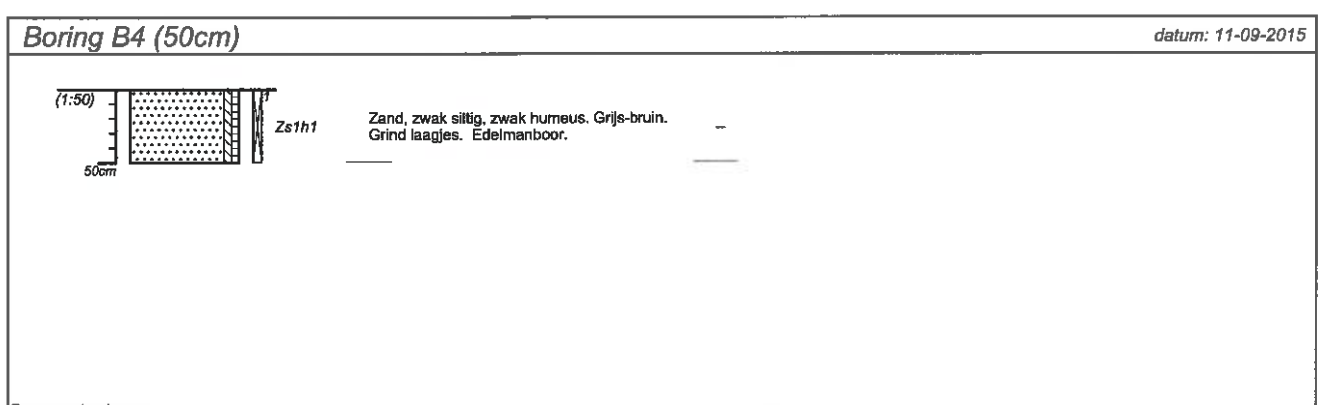 Boring B4 (50cm)
datum: 11-09-2015
(1:50)
1
Zs1h1
Zand, zwak siltig, zwak humeus. Grijs-bruin.
Grind laagjes. Edelmanboor.
50cm